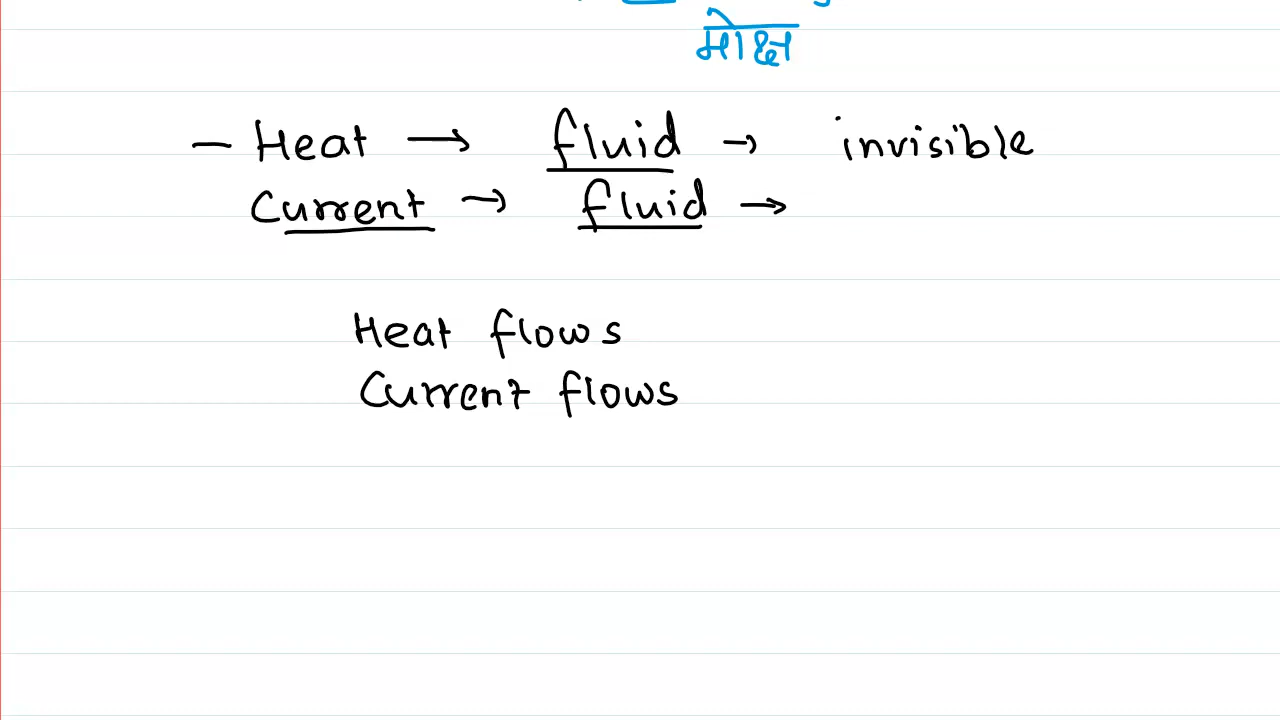 मोक्ष
– Heat → fluid → invisible
Current → fluid →
Heat flows
Current flows